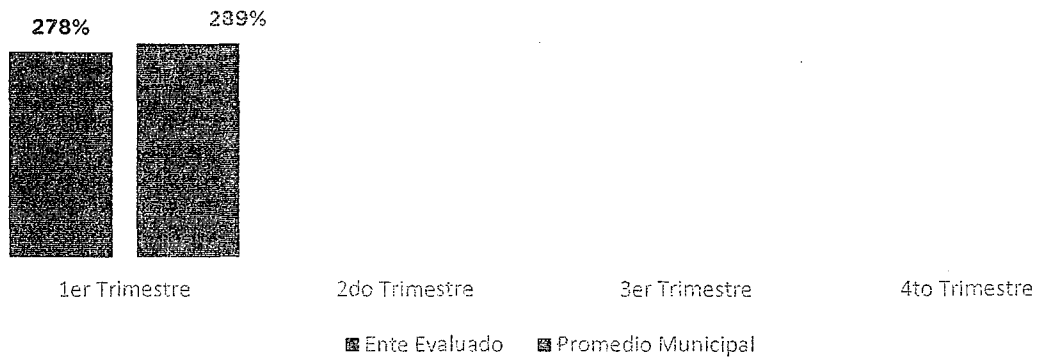 278% 289%
1er Trimestre 2do Trimestre 3er Trimestre 4to Trimestre
Ente Evaluado Promedio Municipal